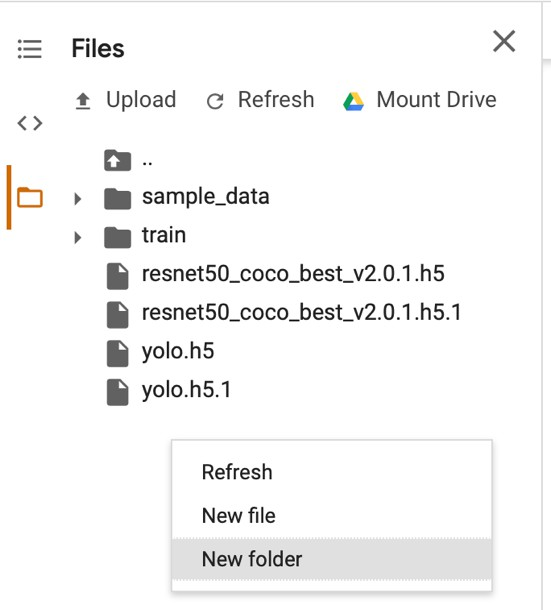 Files
Upload Refresh Mount Drive
..
sample_data
train
resnet50_coco_best_v2.0.1.h5
resnet50_coco_best_v2.0.1.h5.1
yolo.h5
yolo.h5.1
Refresh
New file
New folder